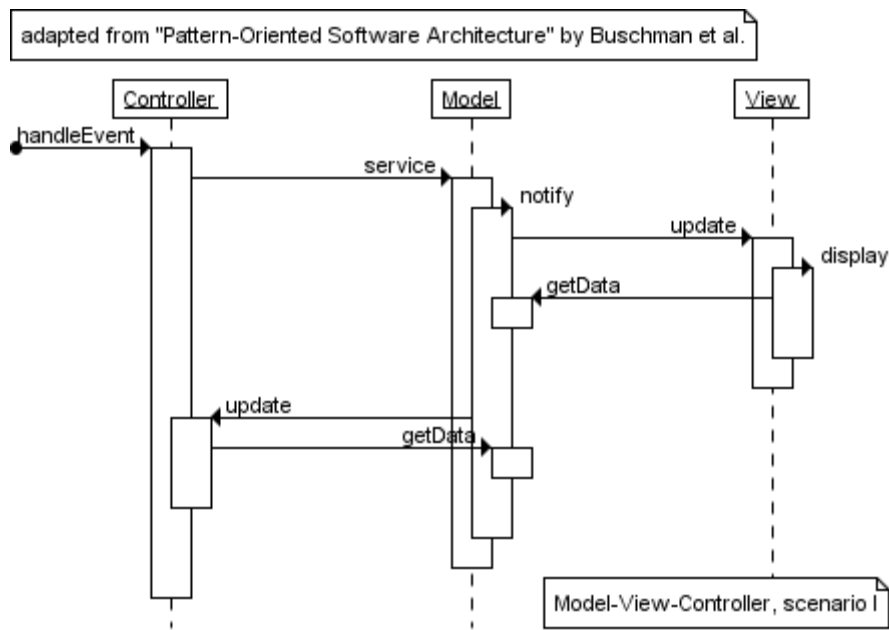 adapted from "Pattern-Oriented Software Architecture" by Buschman et al.
Controller
Model
View
handleEvent
service
notify
update
display
getData
update
getData
Model-View-Controller, scenario I